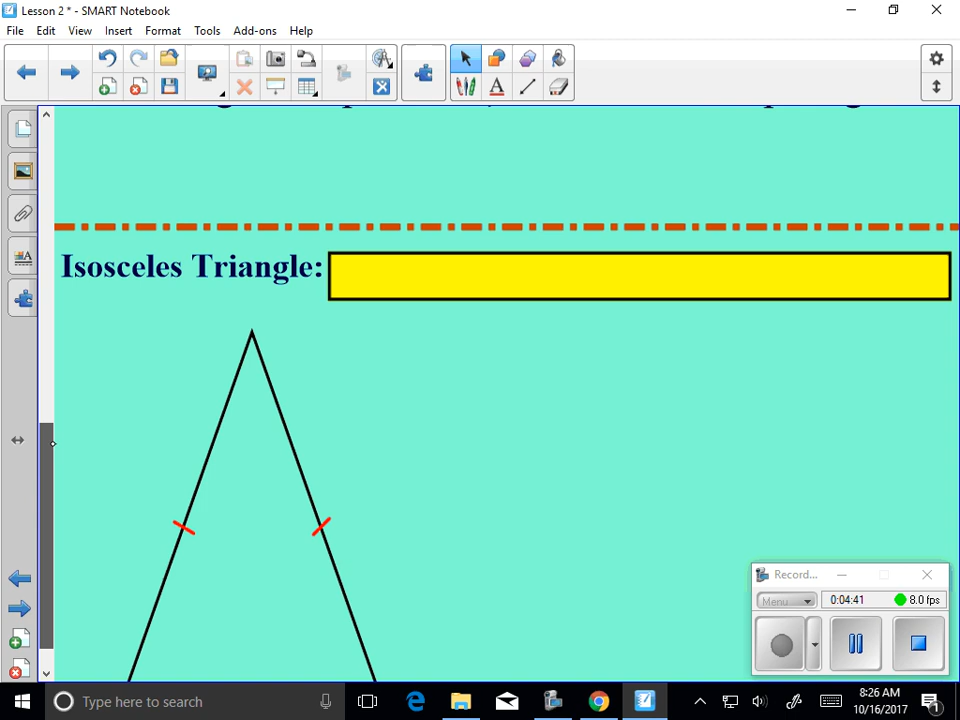 Lesson 2 * - SMART Notebook
File Edit View Insert Format Tools Add-ons Help
Isosceles Triangle:
Record...
Menu 0:04:41 8.0 fps
Type here to search
8:26 AM
10/16/2017
1